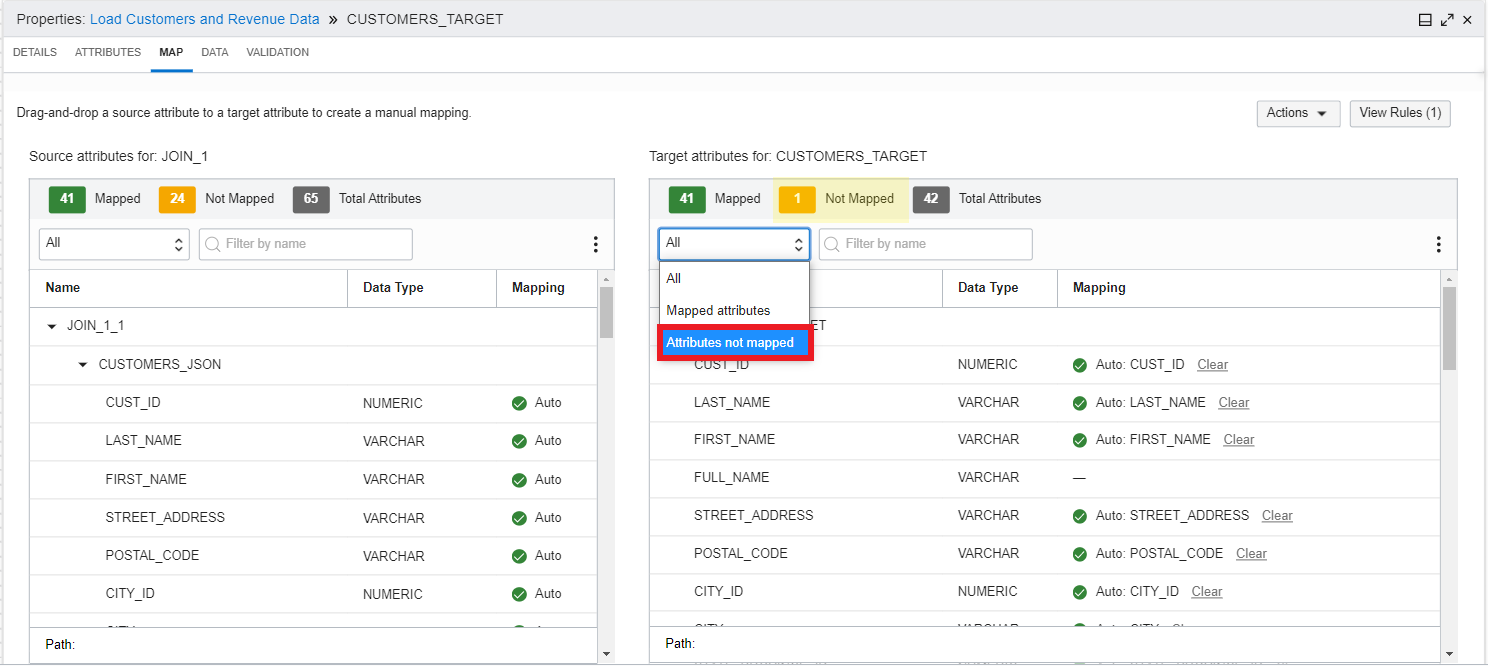 Properties: Load Customers and Revenue Data » CUSTOMERS_TARGET
DETAILS ATTRIBUTES MAP DATA VALIDATION
Drag-and-drop a source attribute to a target attribute to create a manual mapping.
Actions View Rules (1)
Source attributes for: JOIN_1
41 Mapped 24 Not Mapped 65 Total Attributes
All Filter by name
Name Data Type Mapping
JOIN_1_1
CUSTOMERS_JSON
CUST_ID NUMERIC Auto
LAST_NAME VARCHAR Auto
FIRST_NAME VARCHAR Auto
STREET_ADDRESS VARCHAR Auto
POSTAL_CODE VARCHAR Auto
CITY_ID NUMERIC Auto
Path:
Target attributes for: CUSTOMERS_TARGET
41 Mapped 1 Not Mapped 42 Total Attributes
All Filter by name
All
Mapped attributes
Attributes not mapped
Data Type Mapping
ET
CUST_ID NUMERIC Auto: CUST_ID Clear
LAST_NAME VARCHAR Auto: LAST_NAME Clear
FIRST_NAME VARCHAR Auto: FIRST_NAME Clear
FULL_NAME VARCHAR —
STREET_ADDRESS VARCHAR Auto: STREET_ADDRESS Clear
POSTAL_CODE VARCHAR Auto: POSTAL_CODE Clear
CITY_ID NUMERIC Auto: CITY_ID Clear
Path: